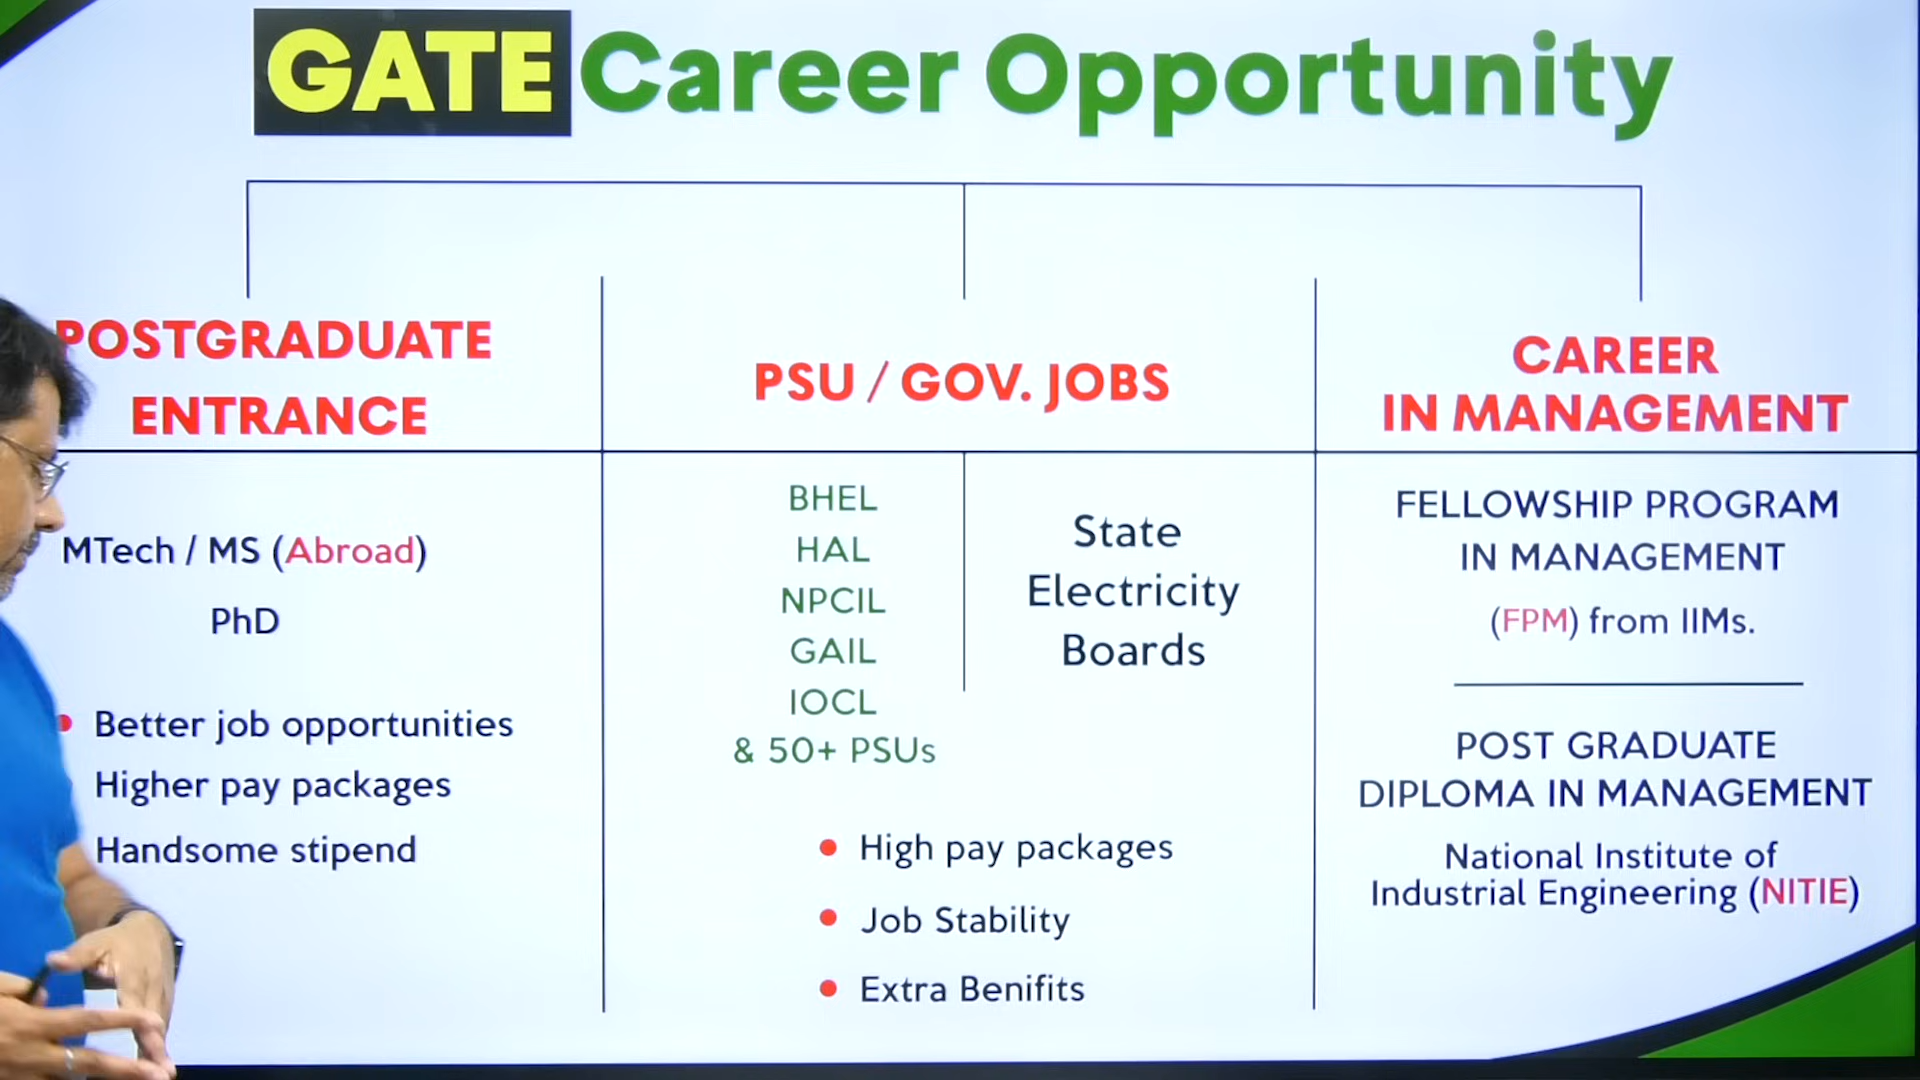 GATE Career Opportunity
POSTGRADUATE
ENTRANCE
MTech / MS (Abroad)
PhD
• Better job opportunities
Higher pay packages
Handsome stipend
PSU / GOV. JOBS
BHEL
HAL
NPCIL
GAIL
IOCL
& 50+ PSUs
State
Electricity
Boards
• High pay packages
• Job Stability
• Extra Benifits
CAREER
IN MANAGEMENT
FELLOWSHIP PROGRAM
IN MANAGEMENT
(FPM) from IIMs.
POST GRADUATE
DIPLOMA IN MANAGEMENT
National Institute of
Industrial Engineering (NITIE)